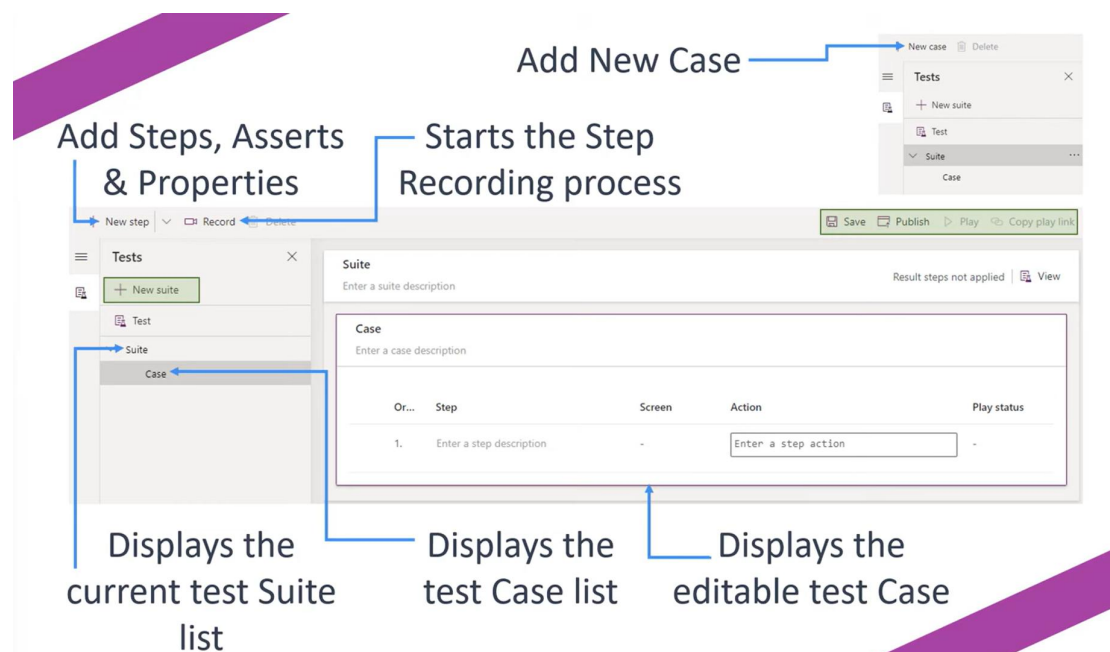 Add New Case
New case Delete
Tests
New suite
Test
Suite
Case
Add Steps, Asserts
& Properties
Starts the Step
Recording process
New step Record Delete
Save Publish Play Copy play link
Tests
New suite
Test
Suite
Case
Suite
Enter a suite description
Result steps not applied View
Case
Enter a case description
Or... Step Screen Action Play status
1. Enter a step description - Enter a step action -
Displays the
current test Suite
list
Displays the
test Case list
Displays the
editable test Case